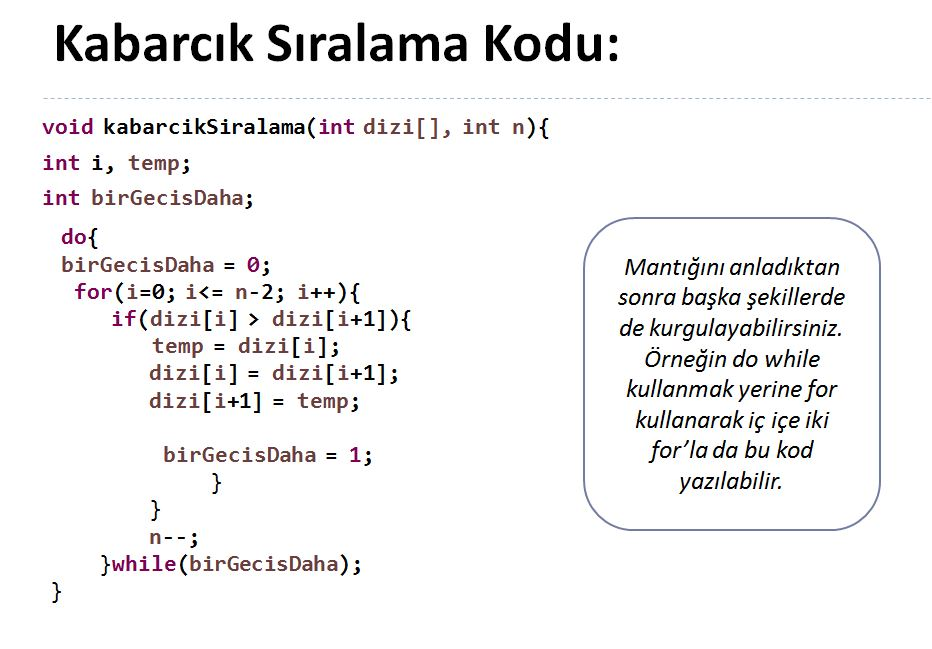 Kabarcık Sıralama Kodu:
void kabarcikSiralama(int dizi[], int n){
int i, temp;
int birGecisDaha;
do{
birGecisDaha = 0;
for(i=0; i<= n-2; i++){
if(dizi[i] > dizi[i+1]){
temp = dizi[i];
dizi[i] = dizi[i+1];
dizi[i+1] = temp;
birGecisDaha = 1;
}
}
n--;
}while(birGecisDaha);
}
Mantığını anladıktan
sonra başka şekillerde
de kurgulayabilirsiniz.
Örneğin do while
kullanmak yerine for
kullanarak iç içe iki
for’la da bu kod
yazılabilir.